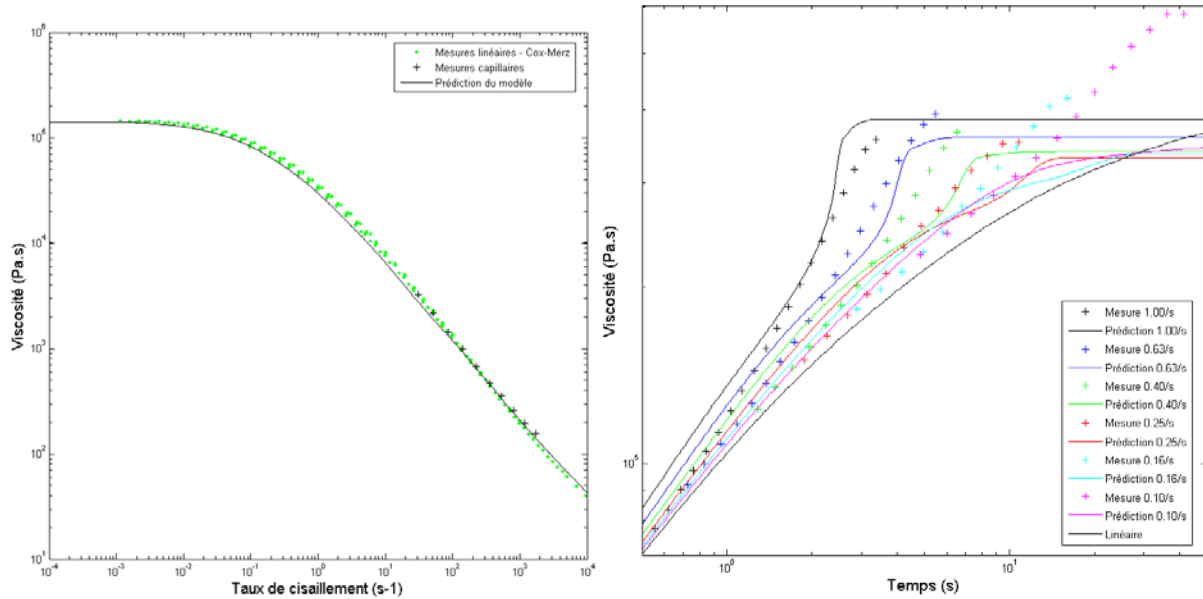 Viscosité (Pa.s)
10^6
10^6
10^4
10^3
10^2
10^1
10^-4
10^-3
10^-2
10^-1
10^0
10^1
10^2
10^3
10^4
Taux de cisaillement (s-1)
Mesures linéaires - Cox-Merz
Mesures capillaires
Prédiction du modèle
Viscosité (Pa.s)
10^5
10^0
10^1
Temps (s)
Mesure 1.00/s
Prédiction 1.00/s
Mesure 0.63/s
Prédiction 0.63/s
Mesure 0.40/s
Prédiction 0.40/s
Mesure 0.25/s
Prédiction 0.25/s
Mesure 0.16/s
Prédiction 0.16/s
Mesure 0.10/s
Prédiction 0.10/s
Linéaire